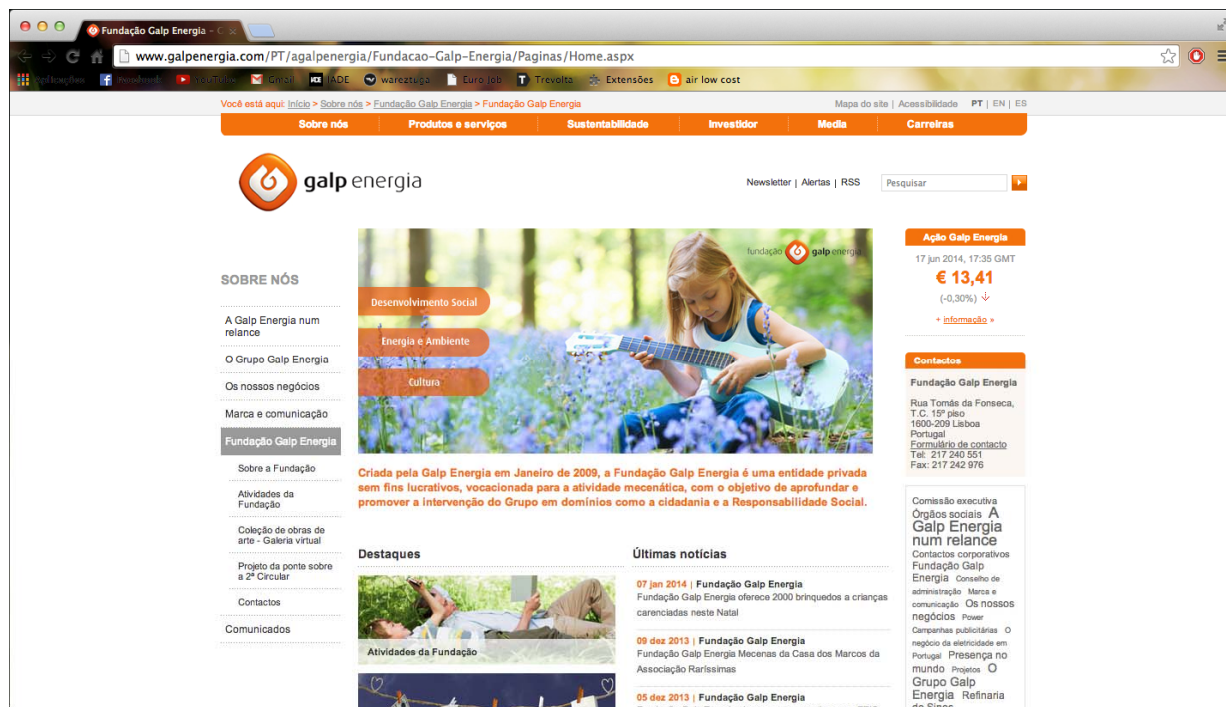 Fundação Galp Energia - G
www.galpenergia.com/PT/agalpenergia/Fundacao-Galp-Energia/Paginas/Home.aspx
Aplicações Facebook YouTube Gmail IADE wareztuga Euro Job Trevolta Extensões air low cost
Você está aqui: Início > Sobre nós > Fundação Galp Energia > Fundação Galp Energia
Mapa do site | Acessibilidade PT | EN | ES
Sobre nós Produtos e serviços Sustentabilidade Investidor Media Carreiras
galp energia
Newsletter | Alertas | RSS
Pesquisar
SOBRE NÓS
A Galp Energia num
relance
O Grupo Galp Energia
Os nossos negócios
Marca e comunicação
Fundação Galp Energia
Sobre a Fundação
Atividades da
Fundação
Coleção de obras de
arte - Galeria virtual
Projeto da ponte sobre
a 2ª Circular
Contactos
Comunicados
fundação galp energia
Desenvolvimento Social
Energia e Ambiente
Cultura
Criada pela Galp Energia em Janeiro de 2009, a Fundação Galp Energia é uma entidade privada
sem fins lucrativos, vocacionada para a atividade mecenática, com o objetivo de aprofundar e
promover a intervenção do Grupo em domínios como a cidadania e a Responsabilidade Social.
Destaques
Atividades da Fundação
Últimas notícias
07 jan 2014 | Fundação Galp Energia
Fundação Galp Energia oferece 2000 brinquedos a crianças
carenciadas neste Natal
09 dez 2013 | Fundação Galp Energia
Fundação Galp Energia Mecenas da Casa dos Marcos da
Associação Raríssimas
05 dez 2013 | Fundação Galp Energia
Ação Galp Energia
17 jun 2014, 17:35 GMT
€ 13,41
(-0,30%)
+ informação »
Contactos
Fundação Galp Energia
Rua Tomás da Fonseca,
T.C. 15º piso
1600-209 Lisboa
Portugal
Formulário de contacto
Tel: 217 240 551
Fax: 217 242 976
Comissão executiva
Órgãos sociais A
Galp Energia
num relance
Contactos corporativos
Fundação Galp
Energia Conselho de
administração Marca e
comunicação Os nossos
negócios Power
Campanhas publicitárias O
negócio da eletricidade em
Portugal Presença no
mundo Projetos O
Grupo Galp
Energia Refinaria
de Sines